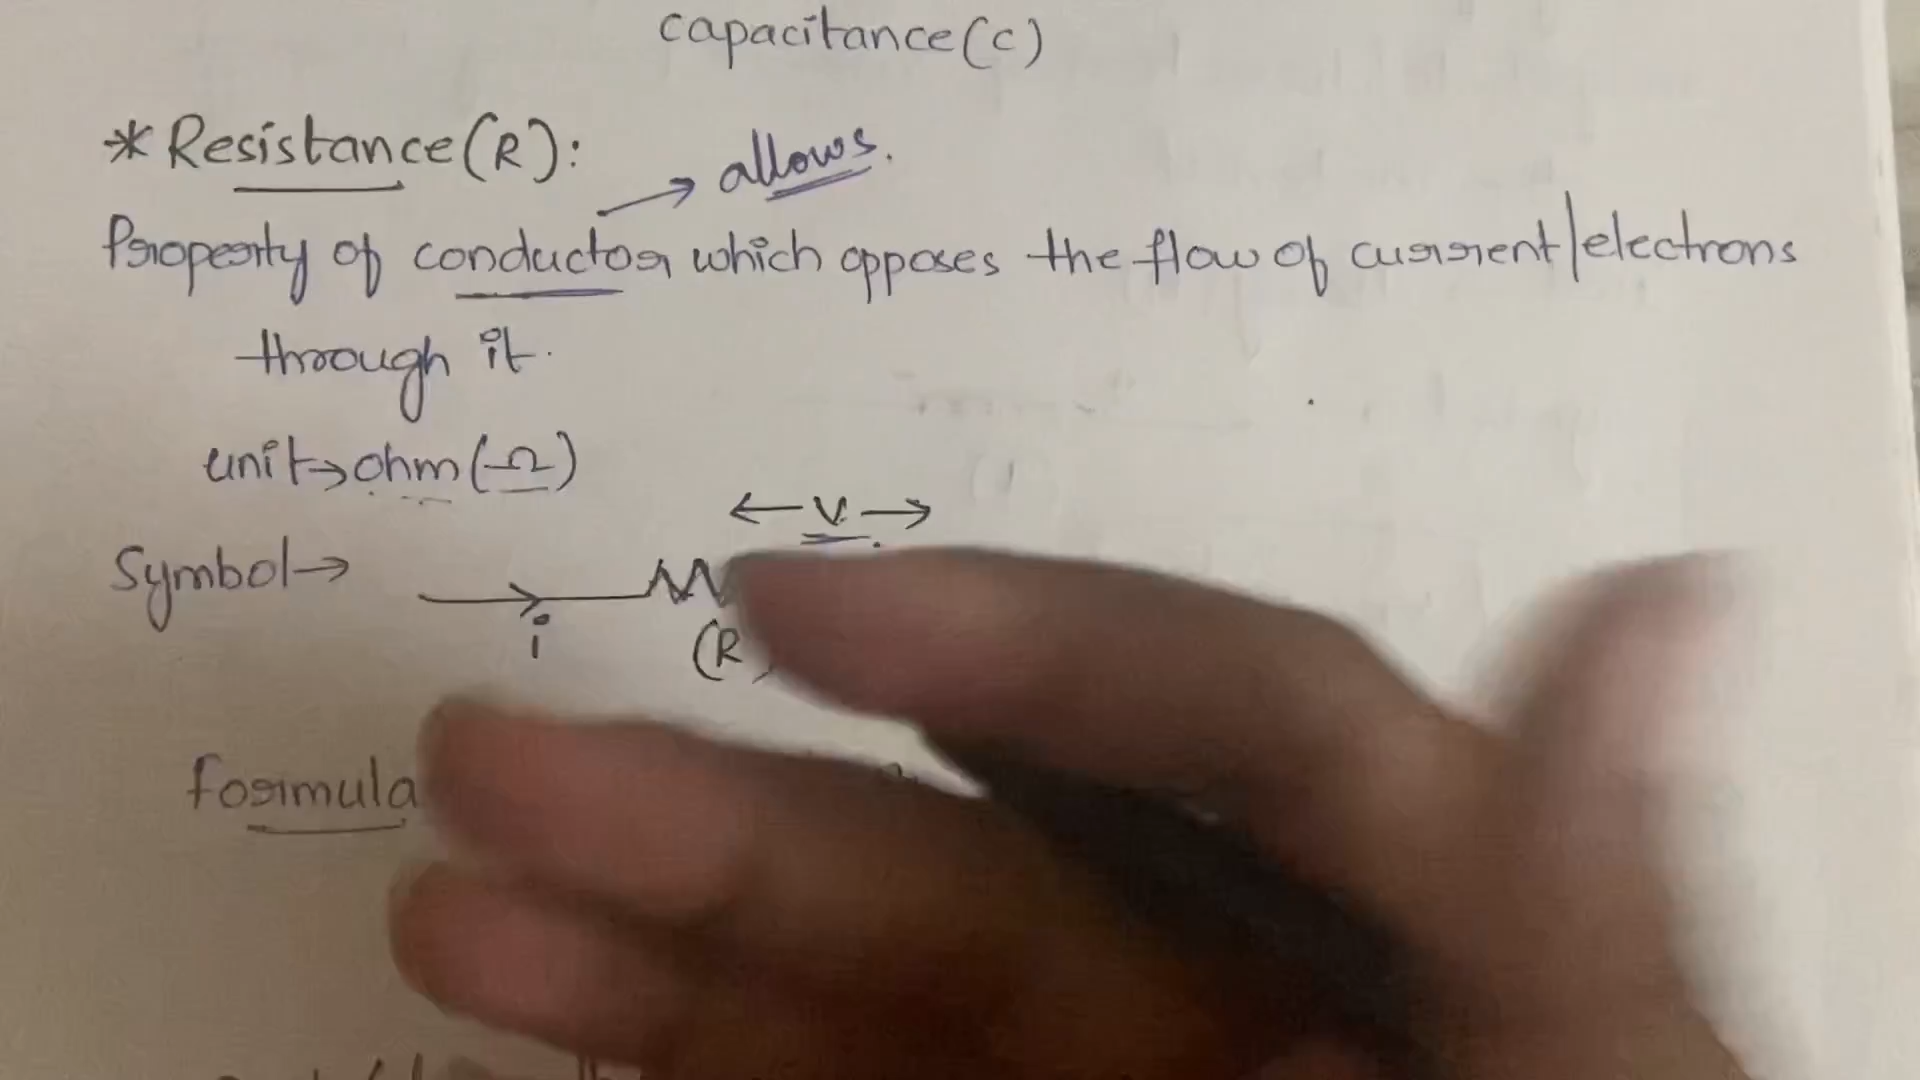 capacitance(c)
*Resistance(R):
allows.
Property of conductor which opposes the flow of current/electrons
through it.
unit→ohm(Ω)
←V→
Symbol→
i
(R
formula